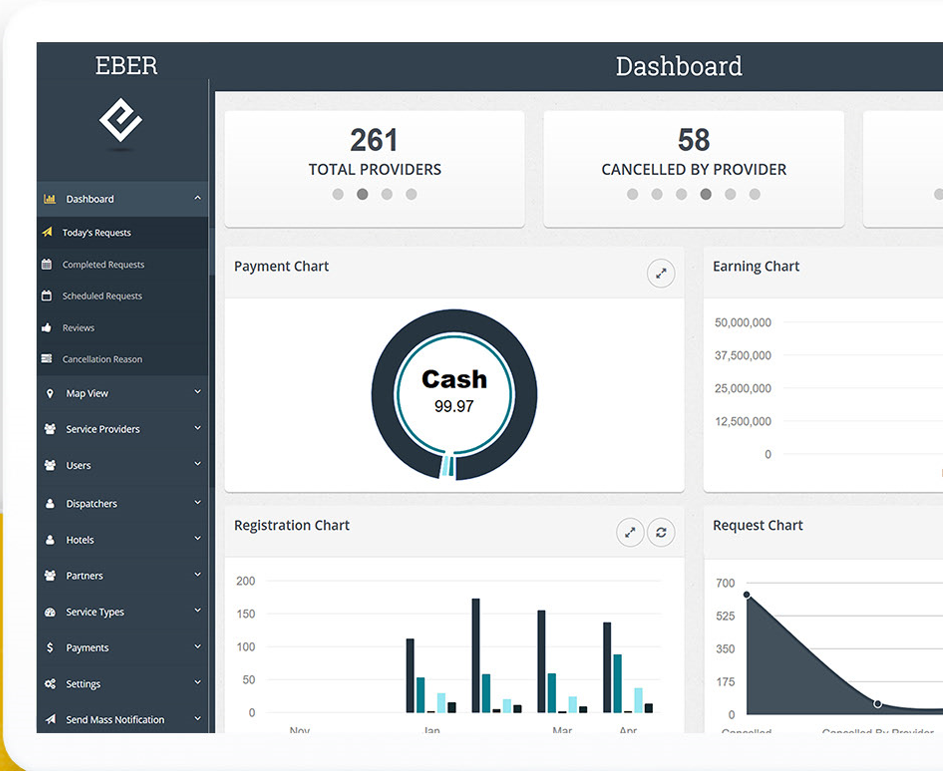 EBER
Dashboard
261
TOTAL PROVIDERS
58
CANCELLED BY PROVIDER
Dashboard
Today's Requests
Completed Requests
Scheduled Requests
Reviews
Cancellation Reason
Map View
Service Providers
Users
Dispatchers
Hotels
Partners
Service Types
Payments
Settings
Send Mass Notification
Payment Chart
Cash
99.97
Earning Chart
50,000,000
37,500,000
25,000,000
12,500,000
0
Registration Chart
200
150
100
50
0
Nov
Jan
Mar
Apr
Request Chart
700
525
350
175
0
Cancelled
Cancelled By Provider